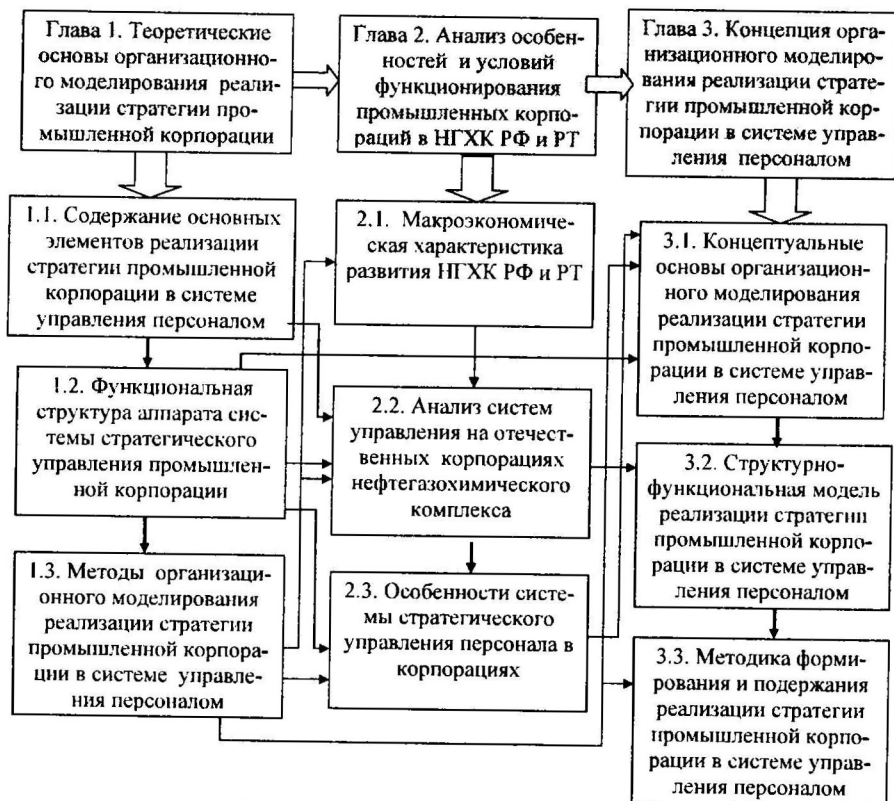 Глава 1. Теоретические
основы организационного
моделирования реали-
зации стратегии про-
мышленной корпорации
Глава 2. Анализ особен-
ностей и условий
функционирования
промышленных корпо-
раций в НГХК РФ и РТ
Глава 3. Концепция орга-
низационного моделиро-
вания реализации страте-
гии промышленной кор-
порации в системе управ-
ления персоналом
1.1. Содержание основных
элементов реализации
стратегии промышленной
корпорации в системе
управления персоналом
2.1. Макроэкономиче-
ская характеристика
развития НГХК РФ и РТ
3.1. Концептуальные
основы организацион-
ного моделирования
реализации стратегии
промышленной корпо-
рации в системе управ-
ления персоналом
1.2. Функциональная
структура аппарата сис-
темы стратегического
управления промышлен-
ной корпорации
2.2. Анализ систем
управления на отечест-
венных корпорациях
нефтегазохимического
комплекса
3.2. Структурно-
функциональная модель
реализации стратегии
промышленной корпо-
рации в системе управ-
ления персоналом
1.3. Методы организаци-
онного моделирования
реализации стратегии
промышленной корпора-
ции в системе управле-
ния персоналом
2.3. Особенности систе-
мы стратегического
управления персонала в
корпорациях
3.3. Методика форми-
рования и подержания
реализации стратегии
промышленной корпо-
рации в системе управ-
ления персоналом